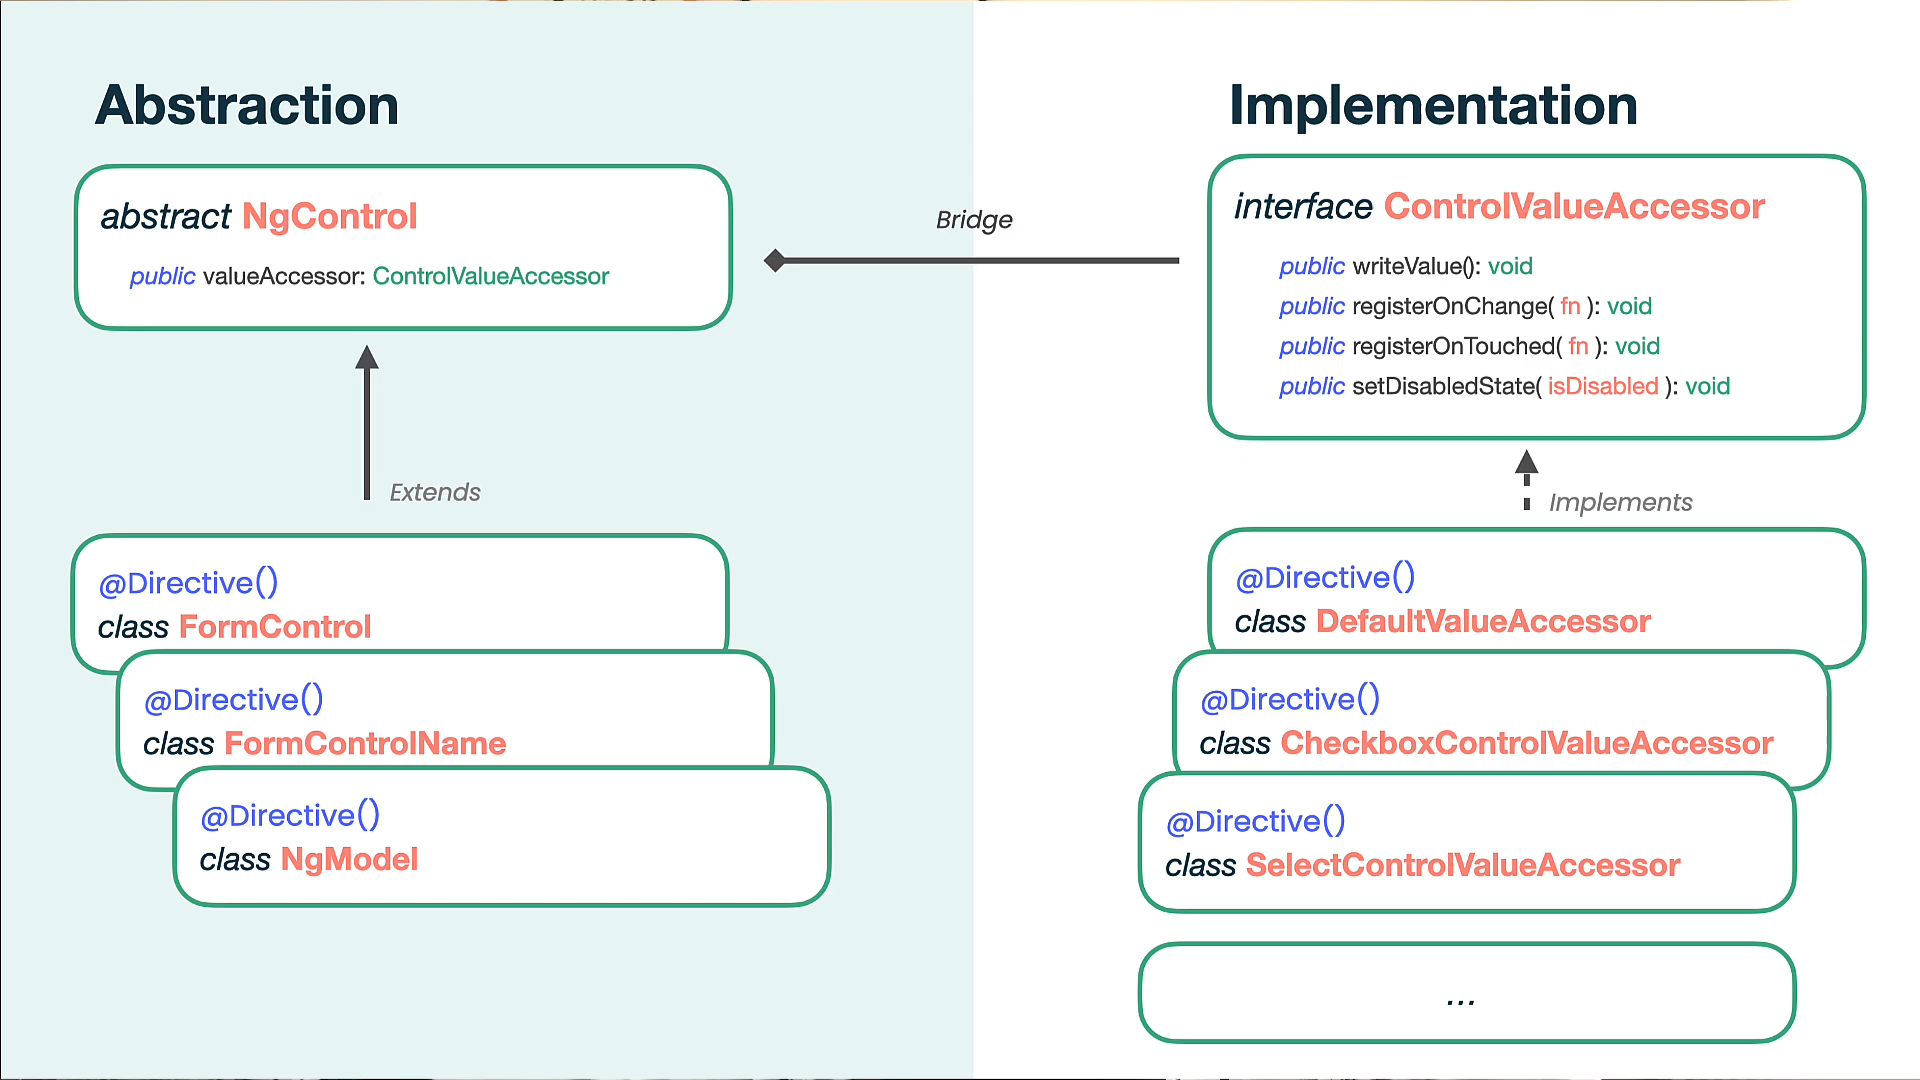 Abstraction
abstract NgControl
public valueAccessor: ControlValueAccessor
Extends
@Directive()
class FormControl
@Directive()
class FormControlName
@Directive()
class NgModel
Bridge
Implementation
interface ControlValueAccessor
public writeValue(): void
public registerOnChange( fn ): void
public registerOnTouched( fn ): void
public setDisabledState( isDisabled ): void
Implements
@Directive()
class DefaultValueAccessor
@Directive()
class CheckboxControlValueAccessor
@Directive()
class SelectControlValueAccessor
...